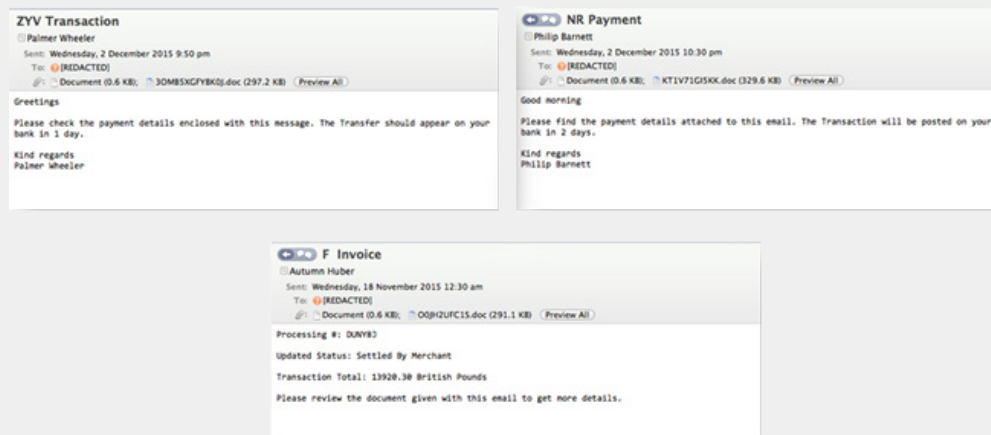 ZYV Transaction
Palmer Wheeler
Sent: Wednesday, 2 December 2015 9:50 pm
To: [REDACTED]
Document (0.6 KB); 3OMB5XGFYBK0J.doc (297.2 KB) Preview All
Greetings
Please check the payment details enclosed with this message. The Transfer should appear on your
bank in 1 day.
Kind regards
Palmer Wheeler
NR Payment
Philip Barnett
Sent: Wednesday, 2 December 2015 10:30 pm
To: [REDACTED]
Document (0.6 KB); KT1V71GI5KK.doc (329.6 KB) Preview All
Good morning
Please find the payment details attached to this email. The Transaction will be posted on your
bank in 2 days.
Kind regards
Philip Barnett
F Invoice
Autumn Huber
Sent: Wednesday, 18 November 2015 12:30 am
To: [REDACTED]
Document (0.6 KB); O0JH2UFC1S.doc (291.1 KB) Preview All
Processing #: DUNY8J
Updated Status: Settled By Merchant
Transaction Total: 13920.30 British Pounds
Please review the document given with this email to get more details.